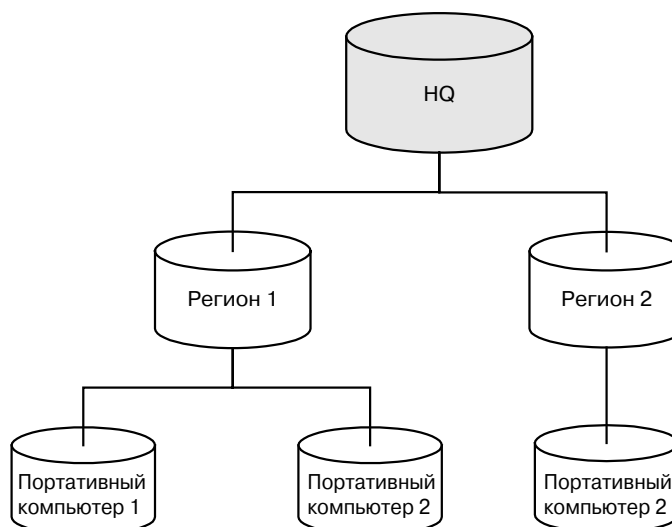 HQ
Регион 1
Регион 2
Портативный
компьютер 1
Портативный
компьютер 2
Портативный
компьютер 2